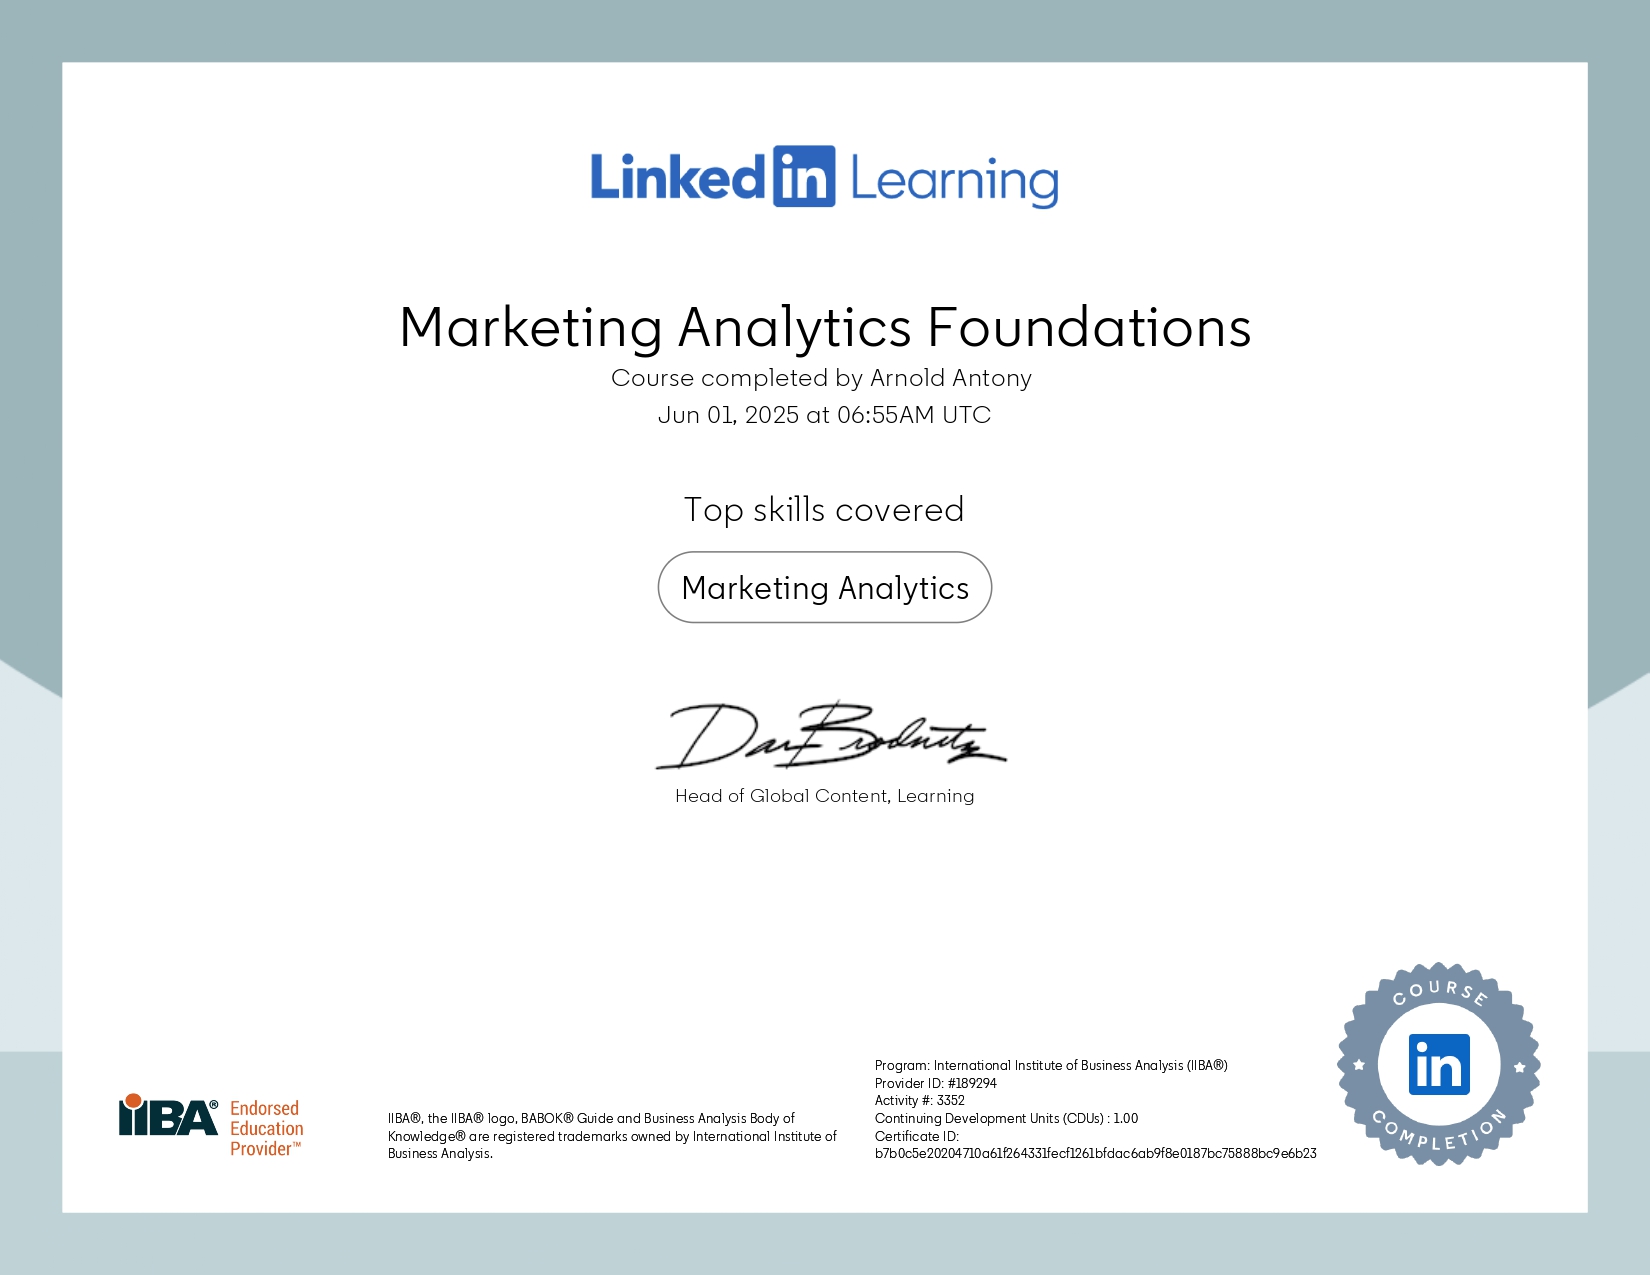 Linked in Learning
Marketing Analytics Foundations
Course completed by Arnold Antony
Jun 01, 2025 at 06:55AM UTC
Top skills covered
Marketing Analytics
Dan Brodnitz
Head of Global Content, Learning
IIBA® Endorsed
Education
Provider™
IIBA®, the IIBA® logo, BABOK® Guide and Business Analysis Body of
Knowledge® are registered trademarks owned by International Institute of
Business Analysis.
Program: International Institute of Business Analysis (IIBA®)
Provider ID: #189294
Activity #: 3352
Continuing Development Units (CDUs) : 1.00
Certificate ID:
b7b0c5e20204710a61f264331fecf1261bfdac6ab9f8e0187bc75888bc9e6b23
COURSE
in
COMPLETION